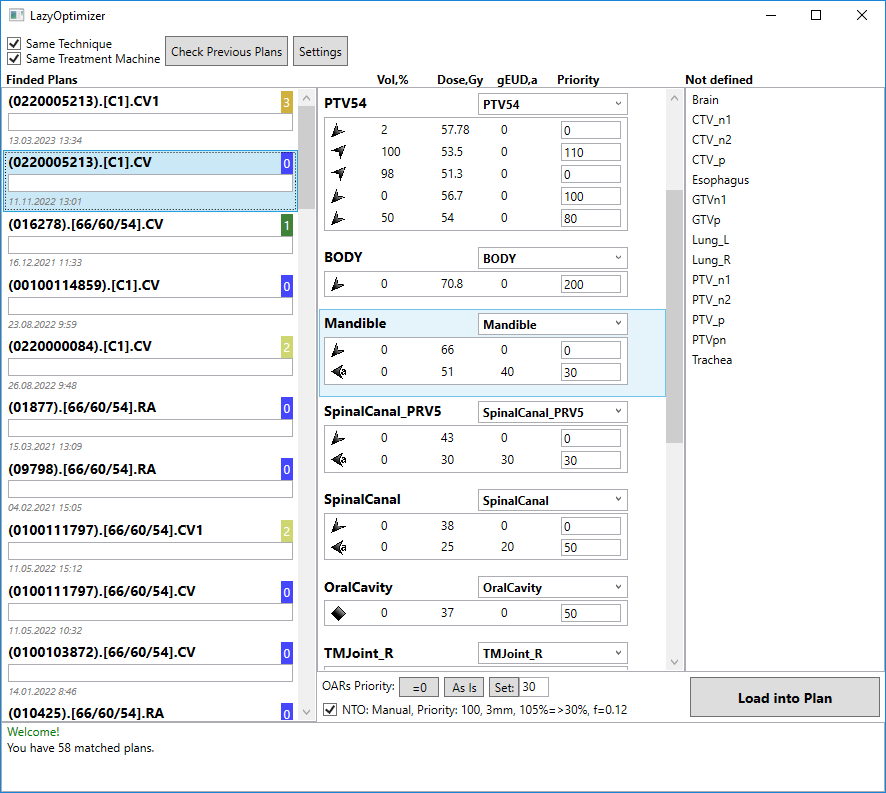 LazyOptimizer
Same Technique
Same Treatment Machine
Check Previous Plans
Settings
Finded Plans
(0220005213).[C1].CV1
3
13.03.2023 13:34
(0220005213).[C1].CV
0
11.11.2022 13:01
(016278).[66/60/54].CV
1
16.12.2021 11:33
(00100114859).[C1].CV
0
23.08.2022 9:59
(0220000084).[C1].CV
2
26.08.2022 9:48
(01877).[66/60/54].RA
0
15.03.2021 13:09
(09798).[66/60/54].RA
0
04.02.2021 15:05
(0100111797).[66/60/54].CV1
2
11.05.2022 15:12
(0100111797).[66/60/54].CV
0
11.05.2022 10:32
(0100103872).[66/60/54].CV
0
14.01.2022 8:46
(010425).[66/60/54].RA
0
Vol,% Dose,Gy gEUD,a Priority
PTV54 PTV54
2 57.78 0 0
100 53.5 0 110
98 51.3 0 0
0 56.7 0 100
50 54 0 80
BODY BODY
0 70.8 0 200
Mandible Mandible
0 66 0 0
a 0 51 40 30
SpinalCanal_PRV5 SpinalCanal_PRV5
0 43 0 0
a 0 30 30 30
SpinalCanal SpinalCanal
0 38 0 0
a 0 25 20 50
OralCavity OralCavity
0 37 0 50
TMJoint_R TMJoint_R
OARs Priority: =0 As Is Set: 30
NTO: Manual, Priority: 100, 3mm, 105%=>30%, f=0.12
Not defined
Brain
CTV_n1
CTV_n2
CTV_p
Esophagus
GTVn1
GTVp
Lung_L
Lung_R
PTV_n1
PTV_n2
PTV_p
PTVpn
Trachea
Load into Plan
Welcome!
You have 58 matched plans.